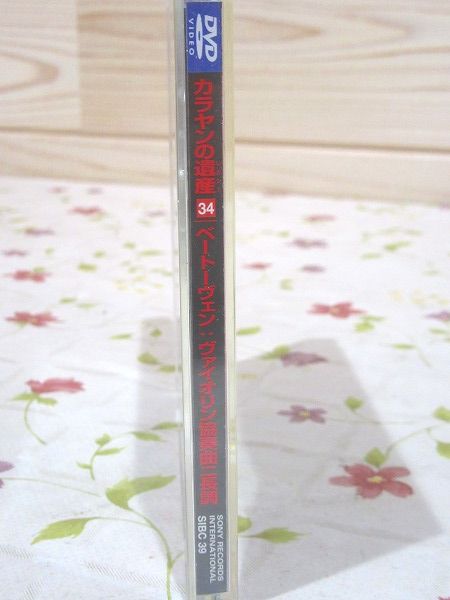 DVD
VIDEO
カラヤンの遺産 34 ベートーヴェン:ヴァイオリン協奏曲ニ長調
SONY RECORDS
INTERNATIONAL
SIBC 39